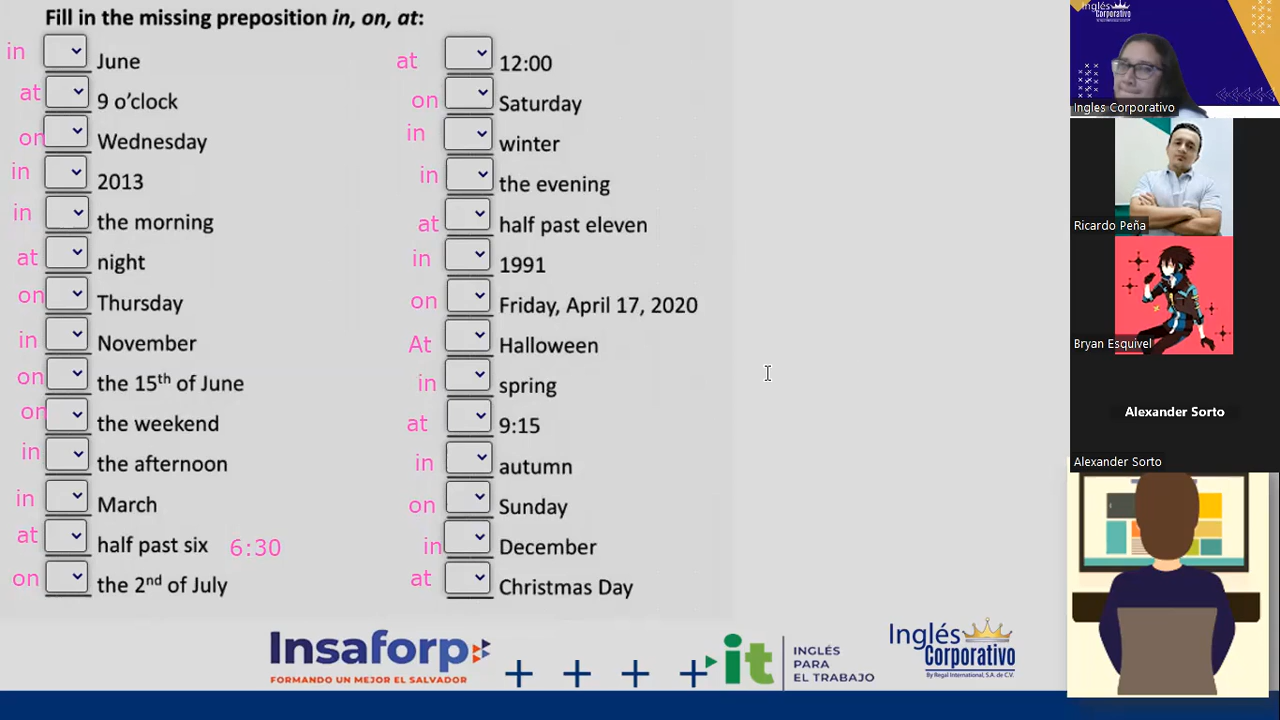 Fill in the missing preposition in, on, at:
in June
at 9 o'clock
on Wednesday
in 2013
in the morning
at night
on Thursday
in November
on the 15th of June
on the weekend
in the afternoon
in March
at half past six 6:30
on the 2nd of July
at 12:00
on Saturday
in winter
in the evening
at half past eleven
in 1991
on Friday, April 17, 2020
At Halloween
in spring
at 9:15
in autumn
on Sunday
in December
at Christmas Day
Insaforp
FORMANDO UN MEJOR EL SALVADOR
it
INGLÉS
PARA
EL TRABAJO
Inglés
Corporativo
By Regal International, S.A. de C.V.
Inglés
Corporativo
Ingles Corporativo
Ricardo Peña
Bryan Esquivel
Alexander Sorto
Alexander Sorto